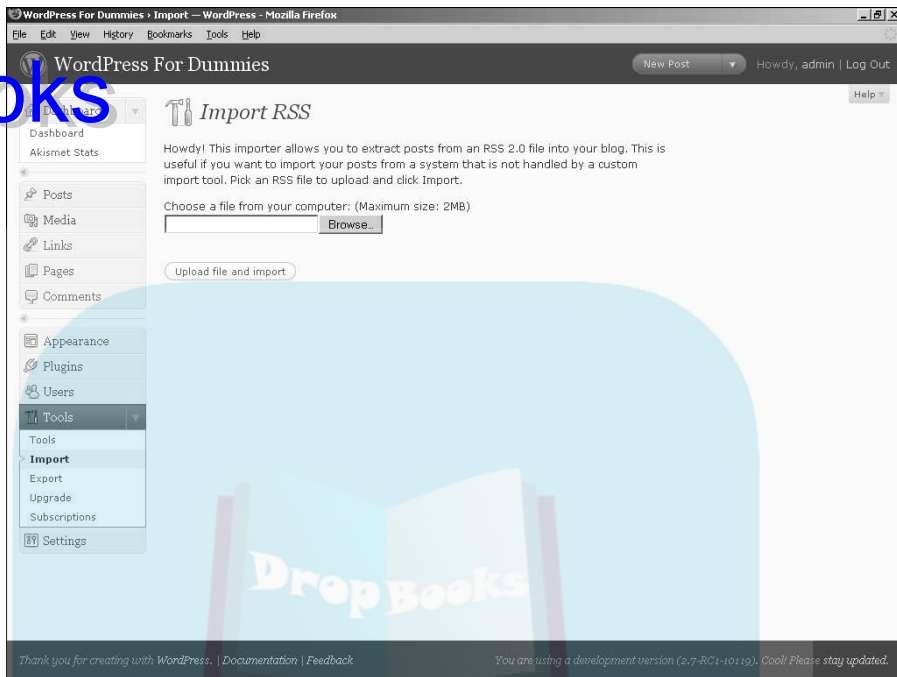 WordPress For Dummies › Import — WordPress - Mozilla Firefox
File Edit View History Bookmarks Tools Help
WordPress For Dummies
New Post
Howdy, admin | Log Out
Help
oks
Dashboard
Dashboard
Akismet Stats
Posts
Media
Links
Pages
Comments
Appearance
Plugins
Users
Tools
Tools
Import
Export
Upgrade
Subscriptions
Settings
Import RSS
Howdy! This importer allows you to extract posts from an RSS 2.0 file into your blog. This is
useful if you want to import your posts from a system that is not handled by a custom
import tool. Pick an RSS file to upload and click Import.
Choose a file from your computer: (Maximum size: 2MB)
Browse...
Upload file and import
DropBooks
Thank you for creating with WordPress. | Documentation | Feedback
You are using a development version (2.7-RC1-10119). Cool! Please stay updated.